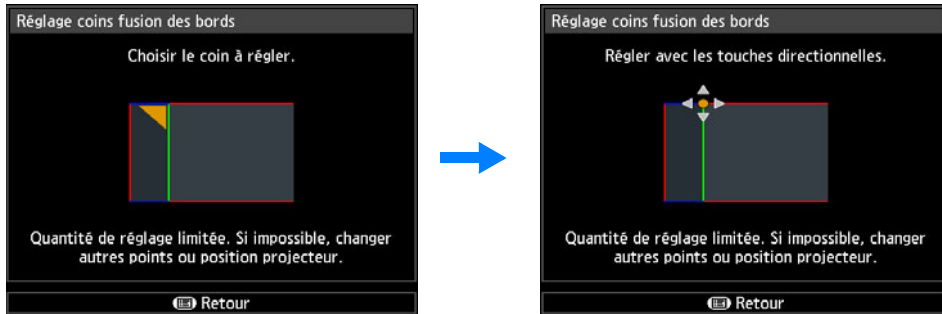 Réglage coins fusion des bords
Choisir le coin à régler.
Quantité de réglage limitée. Si impossible, changer
autres points ou position projecteur.
Retour
Réglage coins fusion des bords
Régler avec les touches directionnelles.
Quantité de réglage limitée. Si impossible, changer
autres points ou position projecteur.
Retour